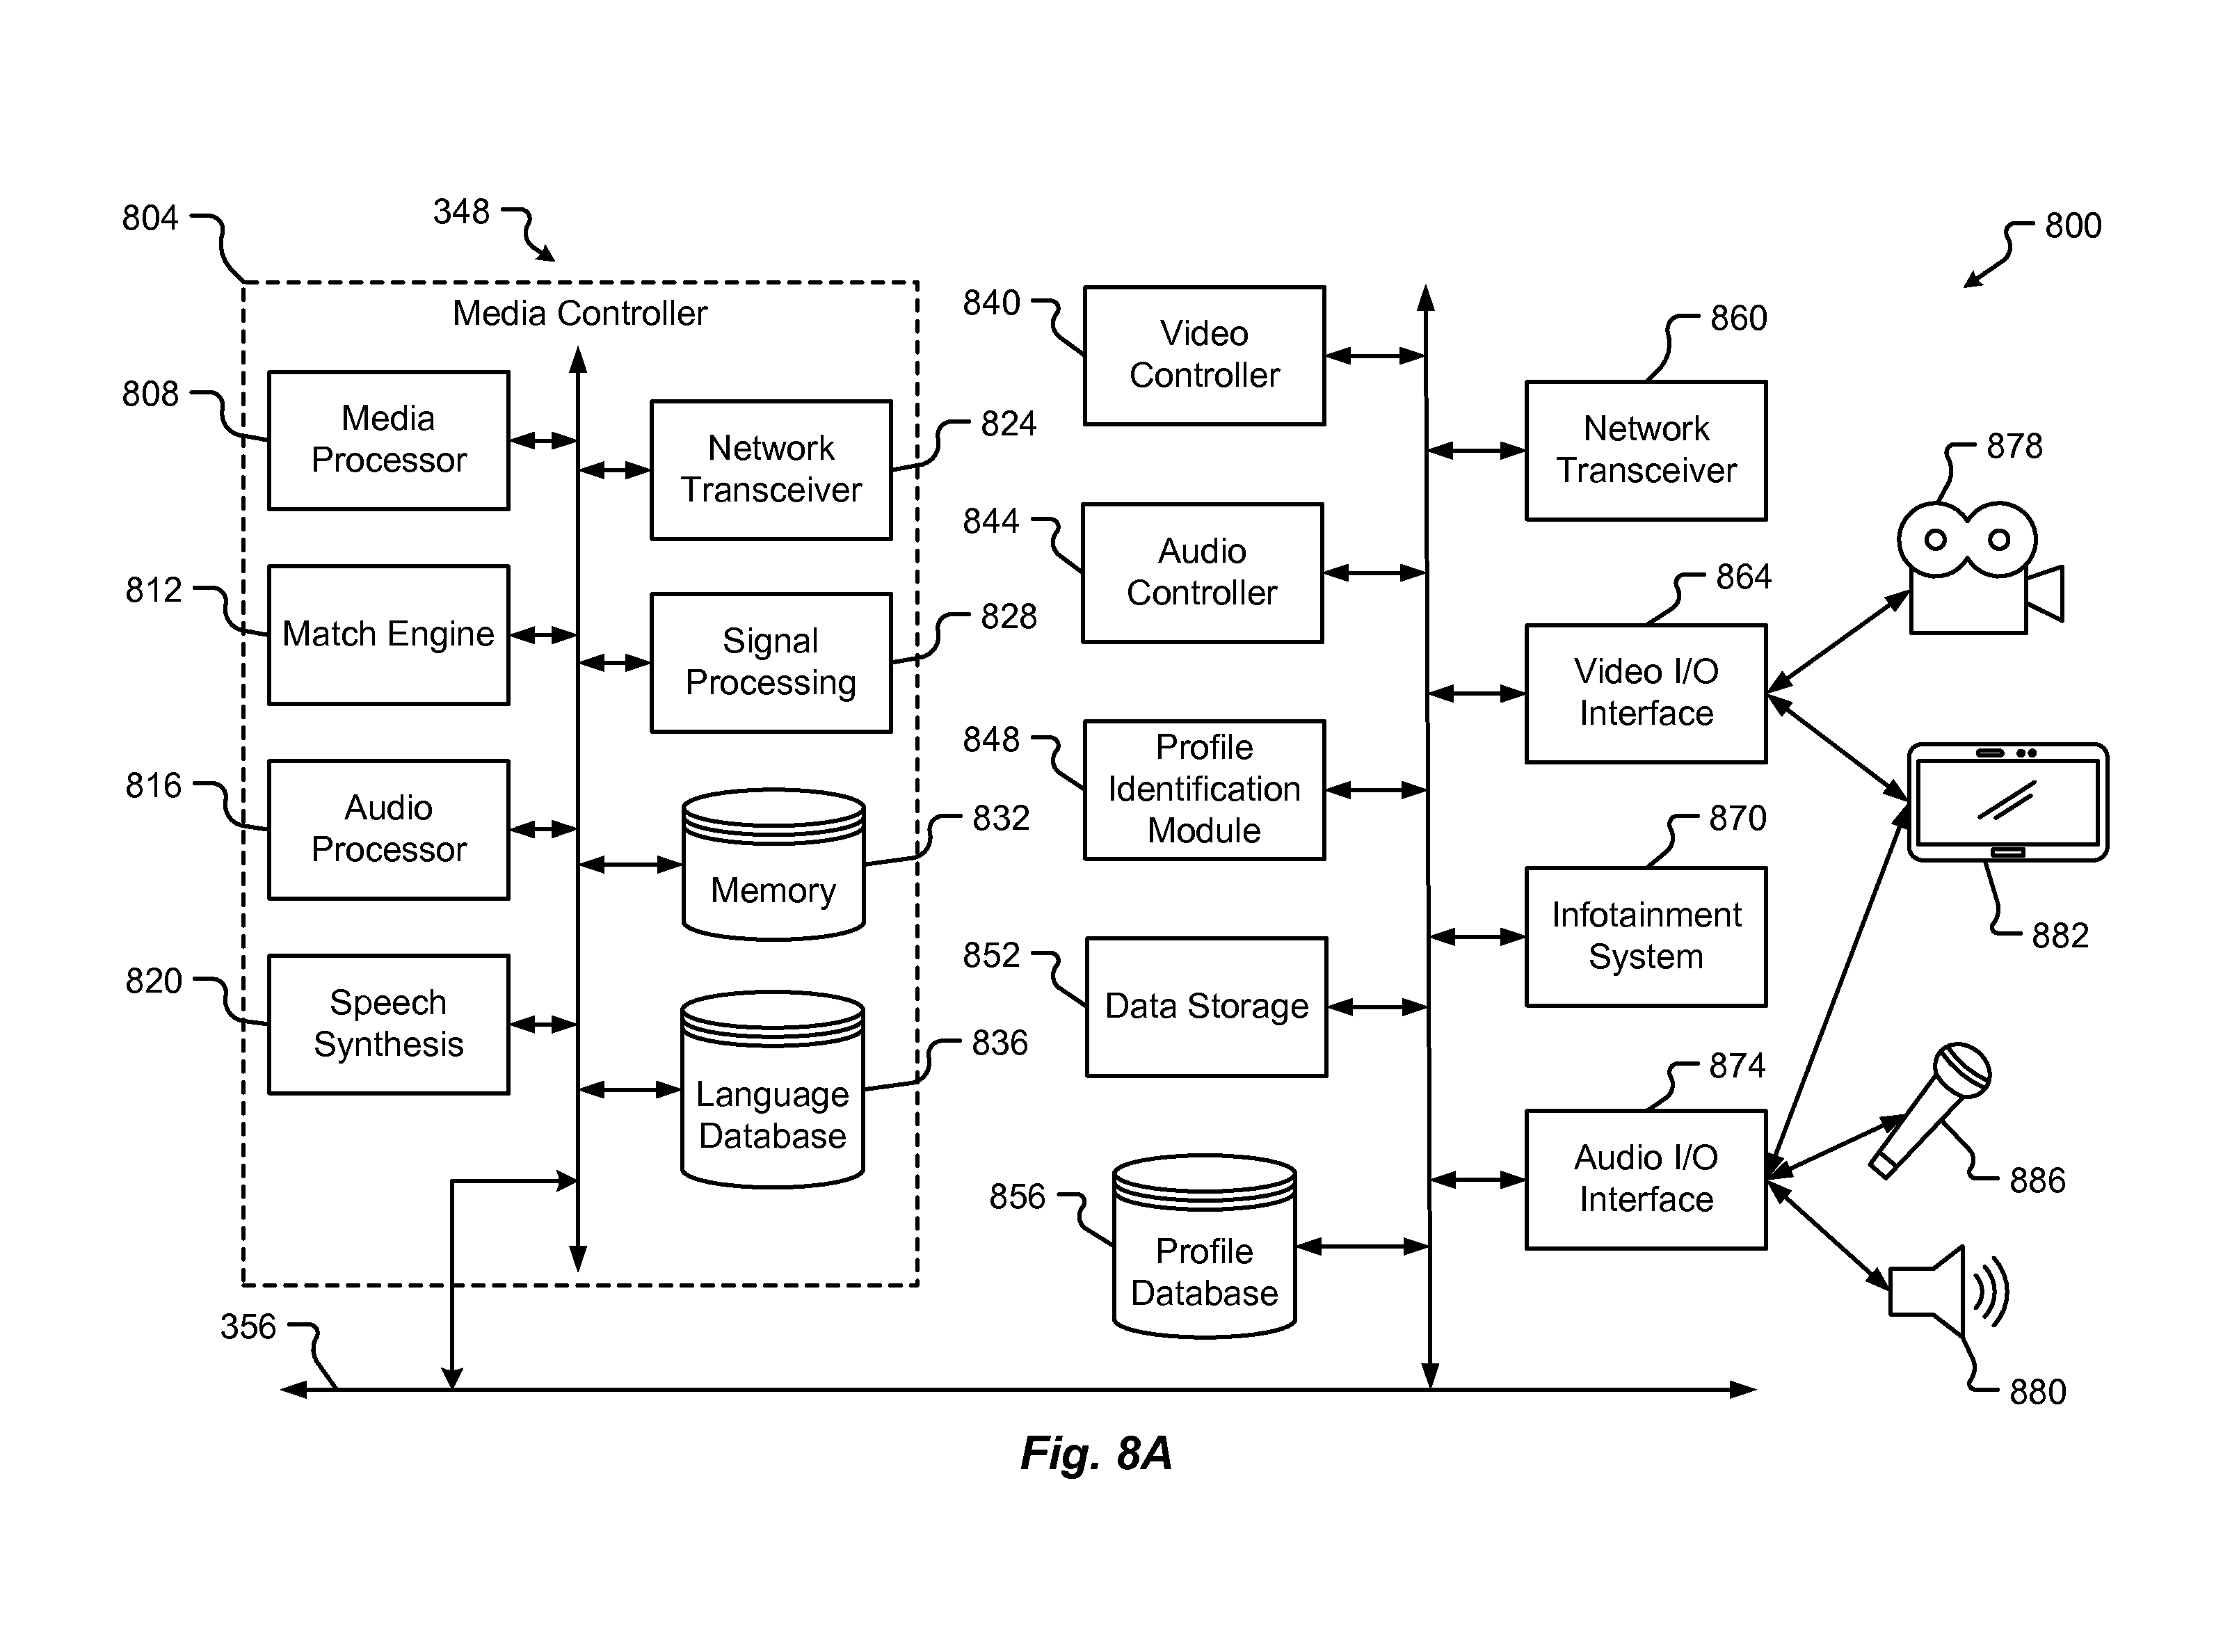 804
348
800
Media Controller
808
Media
Processor
Network
Transceiver
824
812
Match Engine
Signal
Processing
828
816
Audio
Processor
Memory
832
820
Speech
Synthesis
Language
Database
836
356
840
Video
Controller
844
Audio
Controller
848
Profile
Identification
Module
852
Data Storage
856
Profile
Database
860
Network
Transceiver
864
Video I/O
Interface
870
Infotainment
System
874
Audio I/O
Interface
878
882
886
880
Fig. 8A